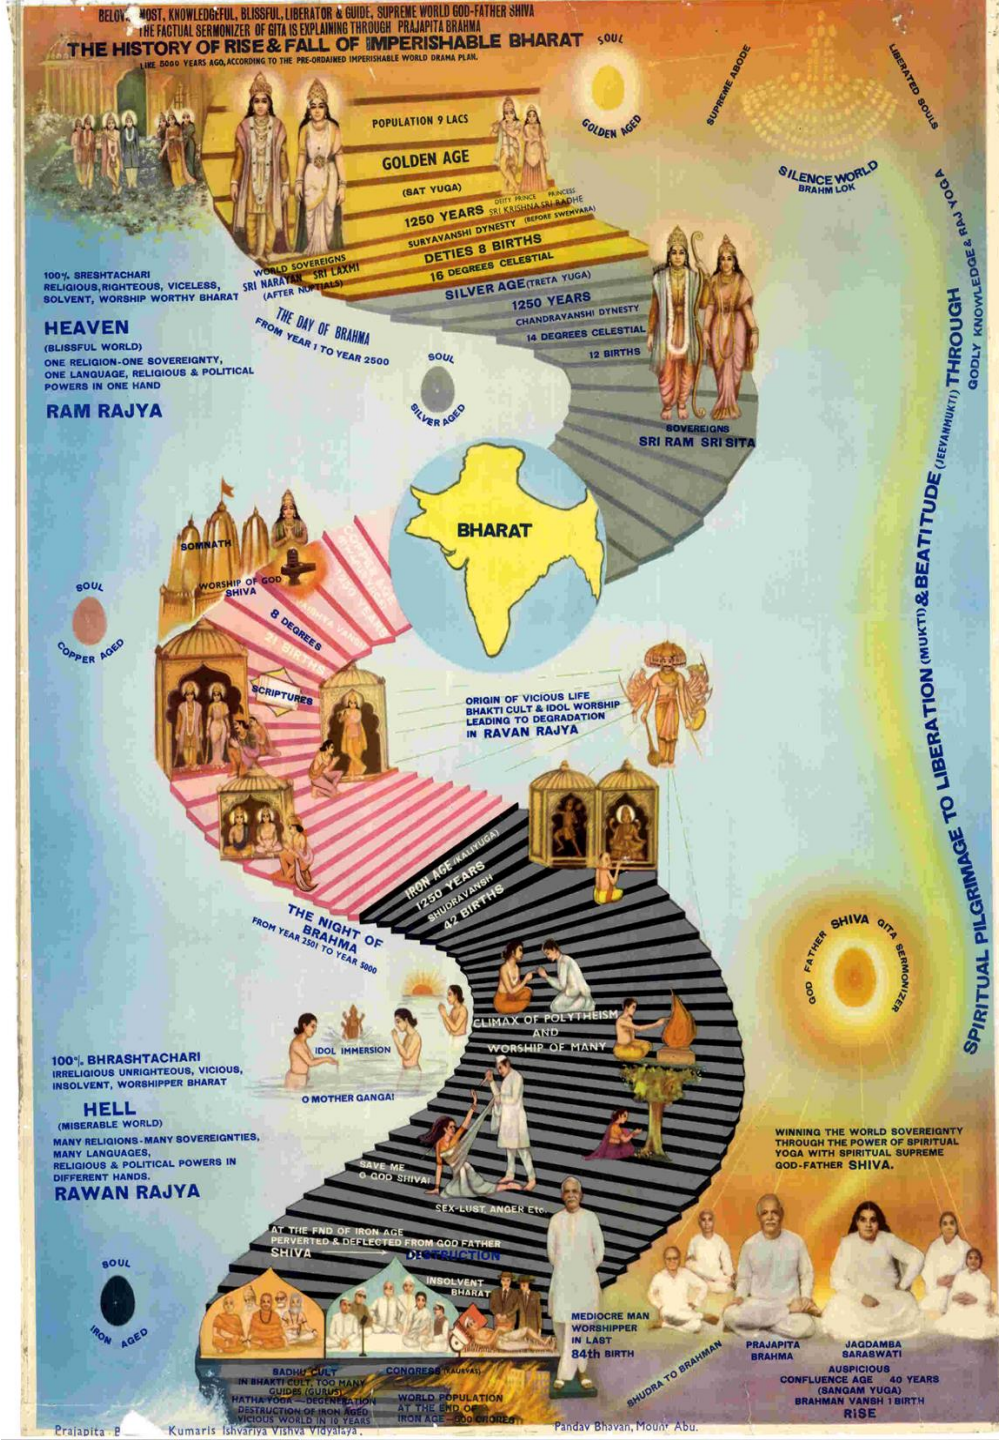 MOST, KNOWLEDGEFUL, BLISSFUL, LIBERATOR & GUIDE, SUPREME WORLD GOD-FATHER SHIVA
THE FACTUAL SERMONIZER OF GITA IS EXPLAINING THROUGH PRAJAPITA BRAHMA
THE HISTORY OF RISE & FALL OF IMPERISHABLE BHARAT
LIKE 5000 YEARS AGO, ACCORDING TO THE PRE-ORDAINED IMPERISHABLE WORLD DRAMA PLAN.
SOUL
GOLDEN AGED
SUPREME ABODE
LIBERATED SOULS
SILENCE WORLD
BRAHM LOK
POPULATION 9 LACS
GOLDEN AGE
(SAT YUGA)
1250 YEARS
DEITY PRINCE PRINCESS
SRI KRISHNA SRI RADHE
(BEFORE SWEMVARA)
SURYAVANSHI DYNESTY
DETIES 8 BIRTHS
16 DEGREES CELESTIAL
WORLD SOVEREIGNS
SRI NARAYAN SRI LAXMI
(AFTER NUPTIALS)
SILVER AGE (TRETA YUGA)
1250 YEARS
CHANDRAVANSHI DYNESTY
14 DEGREES CELESTIAL
12 BIRTHS
SOVEREIGNS
SRI RAM SRI SITA
100% SRESHTACHARI
RELIGIOUS, RIGHTEOUS, VICELESS,
SOLVENT, WORSHIP WORTHY BHARAT
HEAVEN
(BLISSFUL WORLD)
ONE RELIGION-ONE SOVEREIGNTY,
ONE LANGUAGE, RELIGIOUS & POLITICAL
POWERS IN ONE HAND
RAM RAJYA
THE DAY OF BRAHMA
FROM YEAR 1 TO YEAR 2500
SOUL
SILVER AGED
BHARAT
SOMNATH
WORSHIP OF GOD
SHIVA
8 DEGREES
21 BIRTHS
SCRIPTURES
SOUL
COPPER AGED
ORIGIN OF VICIOUS LIFE
BHAKTI CULT & IDOL WORSHIP
LEADING TO DEGRADATION
IN RAVAN RAJYA
IRON AGE (KALIYUGA)
1250 YEARS
SHUDRAVANSH
42 BIRTHS
THE NIGHT OF
BRAHMA
FROM YEAR 2501 TO YEAR 5000
SPIRITUAL PILGRIMAGE TO LIBERATION (MUKTI) & BEATITUDE (JEEVANMUKTI) THROUGH
GODLY KNOWLEDGE & RAJ YOGA
GOD FATHER SHIVA GITA SERMONIZER
CLIMAX OF POLYTHEISM
AND
WORSHIP OF MANY
IDOL IMMERSION
O MOTHER GANGA!
100% BHRASHTACHARI
IRRELIGIOUS UNRIGHTEOUS, VICIOUS,
INSOLVENT, WORSHIPPER BHARAT
HELL
(MISERABLE WORLD)
MANY RELIGIONS-MANY SOVEREIGNTIES,
MANY LANGUAGES,
RELIGIOUS & POLITICAL POWERS IN
DIFFERENT HANDS.
RAWAN RAJYA
SAVE ME
O GOD SHIVA!
SEX-LUST, ANGER Etc.
WINNING THE WORLD SOVEREIGNTY
THROUGH THE POWER OF SPIRITUAL
YOGA WITH SPIRITUAL SUPREME
GOD-FATHER SHIVA.
AT THE END OF IRON AGE
PERVERTED & DEFLECTED FROM GOD FATHER
SHIVA DESTRUCTION
INSOLVENT
BHARAT
SOUL
IRON AGED
MEDIOCRE MAN
WORSHIPPER
IN LAST
84th BIRTH
SHUDRA TO BRAHMAN
PRAJAPITA
BRAHMA
JAGDAMBA
SARASWATI
AUSPICIOUS
CONFLUENCE AGE 40 YEARS
(SANGAM YUGA)
BRAHMAN VANSH 1 BIRTH
RISE
SADHU CULT
IN BHAKTI CULT, TOO MANY
GUIDES (GURUS)
HATHA YOGA—DEGENERATION
DESTRUCTION OF IRON AGED
VICIOUS WORLD IN 10 YEARS
CONGRESS (KAURVAS)
WORLD POPULATION
AT THE END OF
IRON AGE—500 CRORES
Prajapita Kumaris Ishvariya Vishva Vidyalaya.
Pandav Bhavan, Mount Abu.